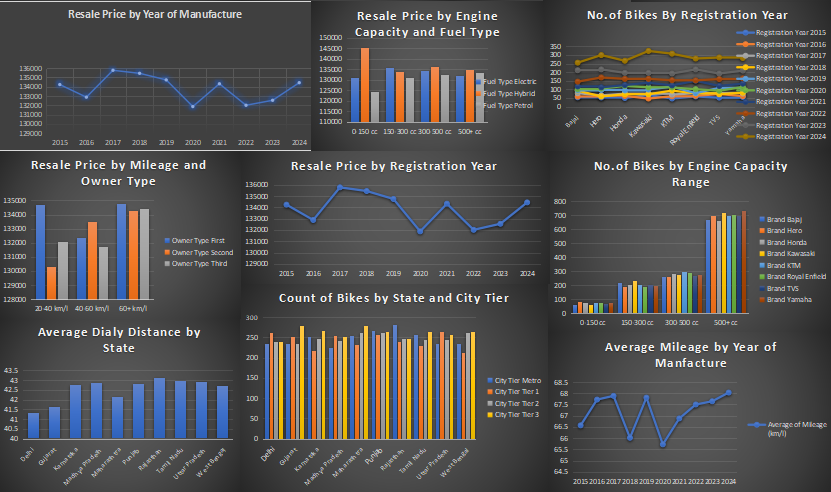 Resale Price by Year of Manufacture
136000
135000
134000
133000
132000
131000
130000
129000
2015 2016 2017 2018 2019 2020 2021 2022 2023 2024
Resale Price by Engine
Capacity and Fuel Type
150000
145000
140000
135000
130000
125000
120000
115000
110000
0 150 cc 150 300 cc 300 500 cc 500+ cc
Fuel Type Electric
Fuel Type Hybrid
Fuel Type Petrol
No.of Bikes By Registration Year
350
300
250
200
150
100
50
0
Bajaj Hero Honda Kawasaki KTM Royal Enfield TVS Yamaha
Registration Year 2015
Registration Year 2016
Registration Year 2017
Registration Year 2018
Registration Year 2019
Registration Year 2020
Registration Year 2021
Registration Year 2022
Registration Year 2023
Registration Year 2024
Resale Price by Mileage and
Owner Type
135000
134000
133000
132000
131000
130000
129000
128000
20 40 km/l 40 60 km/l 60+ km/l
Owner Type First
Owner Type Second
Owner Type Third
Resale Price by Registration Year
136000
135000
134000
133000
132000
131000
130000
129000
2015 2016 2017 2018 2019 2020 2021 2022 2023 2024
No.of Bikes by Engine Capacity
Range
800
700
600
500
400
300
200
100
0
0 150 cc 150 300 cc 300 500 cc 500+ cc
Brand Bajaj
Brand Hero
Brand Honda
Brand Kawasaki
Brand KTM
Brand Royal Enfield
Brand TVS
Brand Yamaha
Average Dialy Distance by
State
43.5
43
42.5
42
41.5
41
40.5
40
Delhi Gujarat Karnataka Madhya Pradesh Maharashtra Punjab Rajasthan Tamil Nadu Uttar Pradesh West Bengal
Count of Bikes by State and City Tier
300
250
200
150
100
50
0
Delhi Gujarat Karnataka Madhya Pradesh Maharashtra Punjab Rajasthan Tamil Nadu Uttar Pradesh West Bengal
City Tier Metro
City Tier Tier 1
City Tier Tier 2
City Tier Tier 3
Average Mileage by Year of
Manfacture
68.5
68
67.5
67
66.5
66
65.5
65
64.5
2015 2016 2017 2018 2019 2020 2021 2022 2023 2024
Average of Mileage
(km/l)